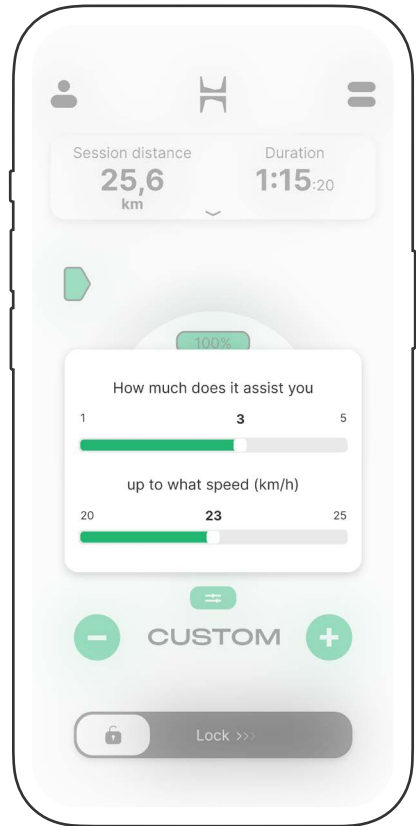 Session distance
25,6
km
Duration
1:15:20
100%
How much does it assist you
1 3 5
up to what speed (km/h)
20 23 25
CUSTOM
Lock >>>